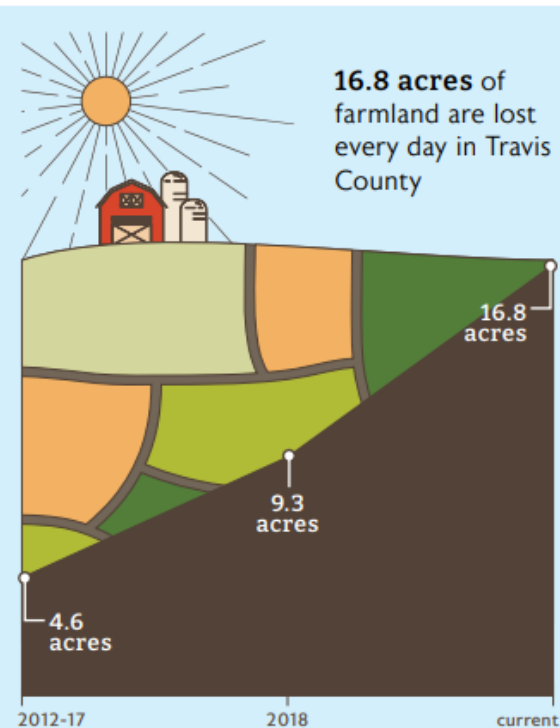 16.8 acres of
farmland are lost
every day in Travis
County
16.8
acres
9.3
acres
4.6
acres
2012-17
2018
current